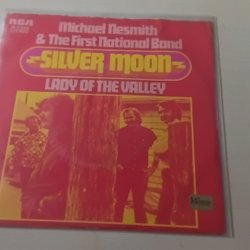 RCA
Michael Nesmith
& The First National Band
SILVER MOON
LADY OF THE VALLEY